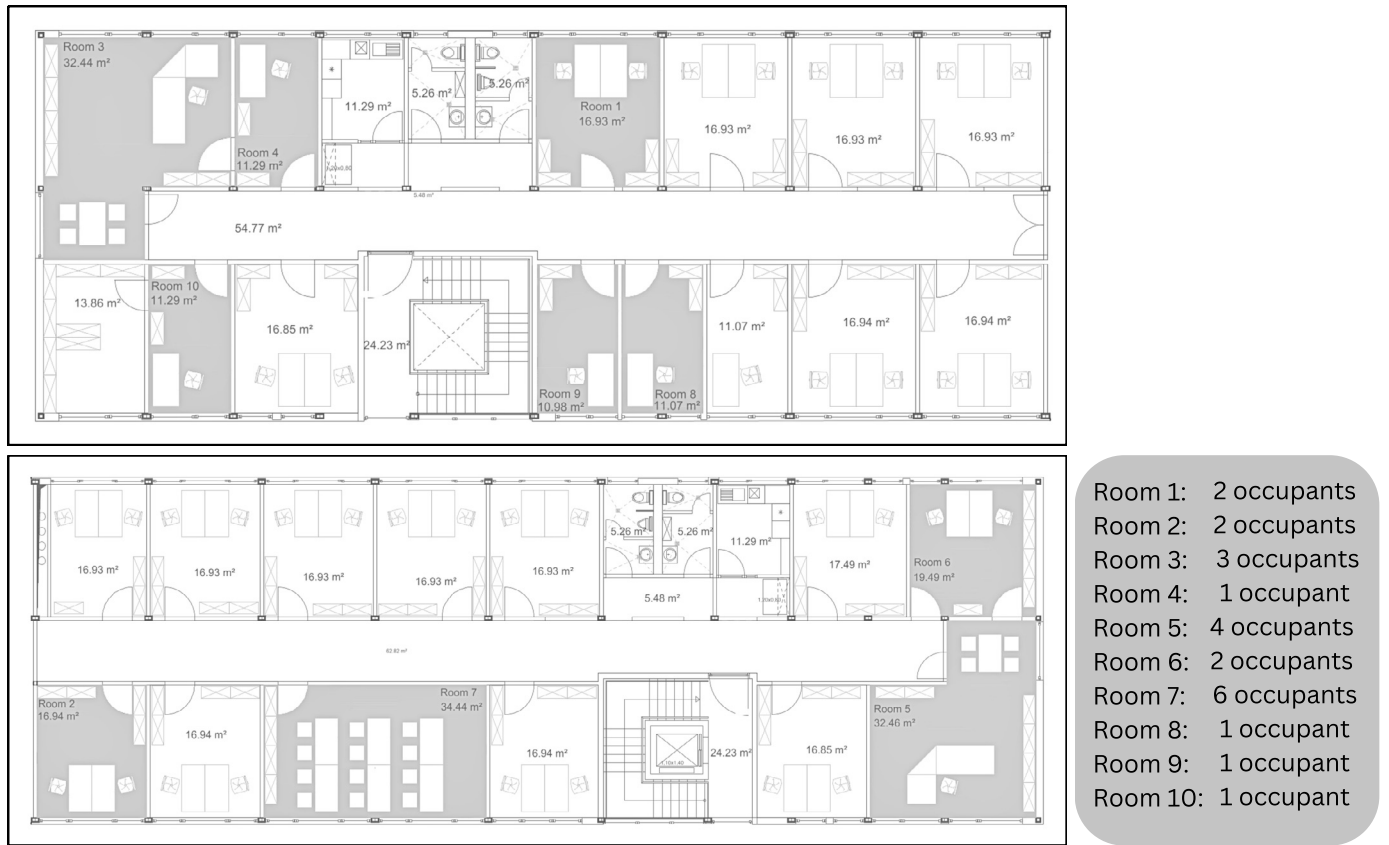 Room 3
32.44 m²
Room 4
11.29 m²
11.29 m²
5.26 m²
5.26 m²
Room 1
16.93 m²
16.93 m²
16.93 m²
16.93 m²
5.48 m²
54.77 m²
13.86 m²
Room 10
11.29 m²
16.85 m²
24.23 m²
Room 9
10.98 m²
Room 8
11.07 m²
11.07 m²
16.94 m²
16.94 m²
16.93 m²
16.93 m²
16.93 m²
16.93 m²
16.93 m²
5.26 m²
5.26 m²
11.29 m²
17.49 m²
Room 6
19.49 m²
5.48 m²
62.82 m²
Room 2
16.94 m²
16.94 m²
Room 7
34.44 m²
16.94 m²
1.10x1.40
24.23 m²
16.85 m²
Room 5
32.46 m²
Room 1: 2 occupants
Room 2: 2 occupants
Room 3: 3 occupants
Room 4: 1 occupant
Room 5: 4 occupants
Room 6: 2 occupants
Room 7: 6 occupants
Room 8: 1 occupant
Room 9: 1 occupant
Room 10: 1 occupant